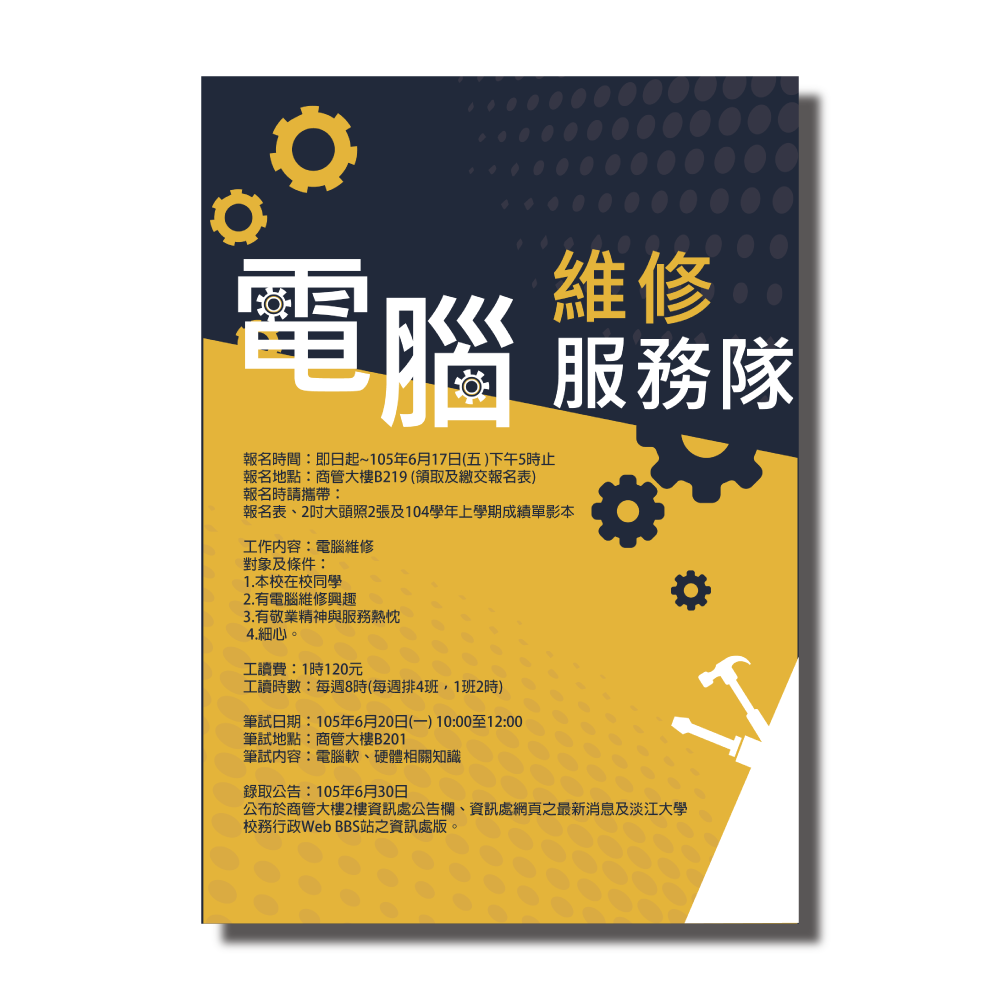 電腦
維修
服務隊
報名時間：即日起~105年6月17日(五 )下午5時止
報名地點：商管大樓B219 (領取及繳交報名表)
報名時請攜帶：
報名表、2吋大頭照2張及104學年上學期成績單影本
工作內容：電腦維修
對象及條件：
1.本校在校同學
2.有電腦維修興趣
3.有敬業精神與服務熱忱
4.細心。
工讀費：1時120元
工讀時數：每週8時(每週排4班，1班2時)
筆試日期：105年6月20日(一) 10:00至12:00
筆試地點：商管大樓B201
筆試內容：電腦軟、硬體相關知識
錄取公告：105年6月30日
公布於商管大樓2樓資訊處公告欄、資訊處網頁之最新消息及淡江大學
校務行政Web BBS站之資訊處版。